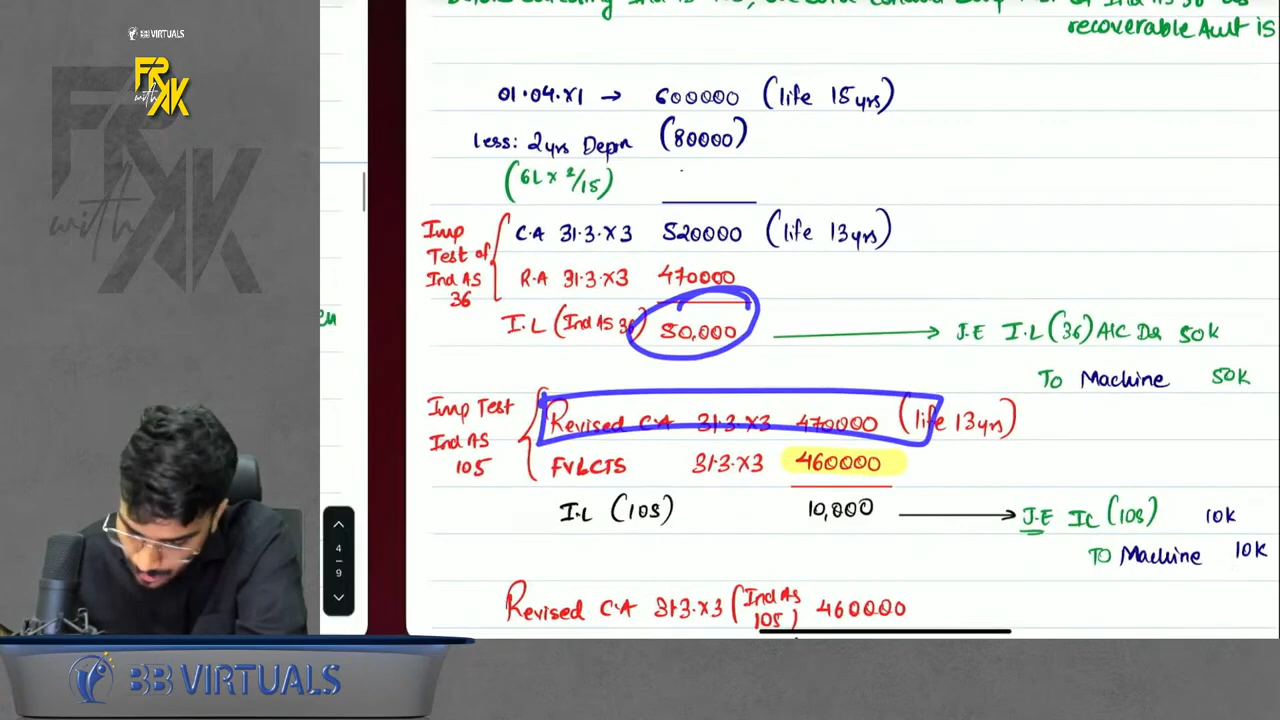 BB VIRTUALS
FR
with
AK
recoverable Amt is
01.04.X1 → 600000 (life 15yrs)
less: 2yrs Deprn (80000)
(6L x 2/15)
Imp Test of Ind AS 36
C.A 31.3.X3 520000 (life 13yrs)
R.A 31.3.X3 470000
I.L (Ind AS 36) 50,000 → J.E I.L (36) A/C Dr 50K
To Machine 50K
Imp Test Ind AS 105
Revised C.A 31.3.X3 470000 (life 13yrs)
FVLCTS 31.3.X3 460000
I.L (105) 10,000 → J.E IL (105) 10K
To Machine 10K
Revised C.A 31.3.X3 (Ind AS 105) 460000
4
9
BB VIRTUALS